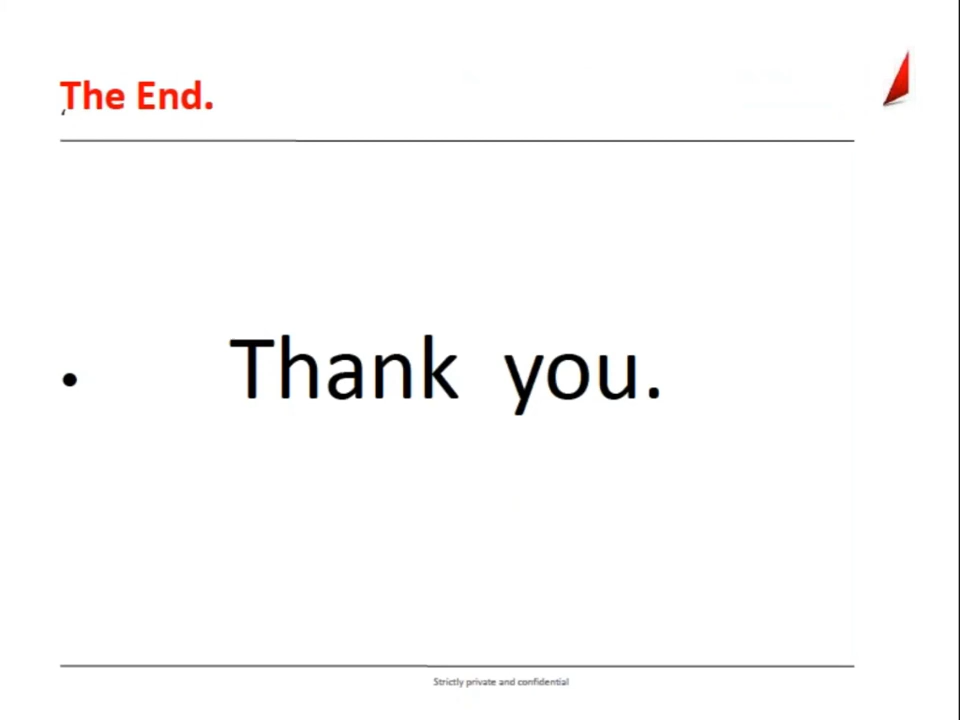 The End.
• Thank you.
Strictly private and confidential